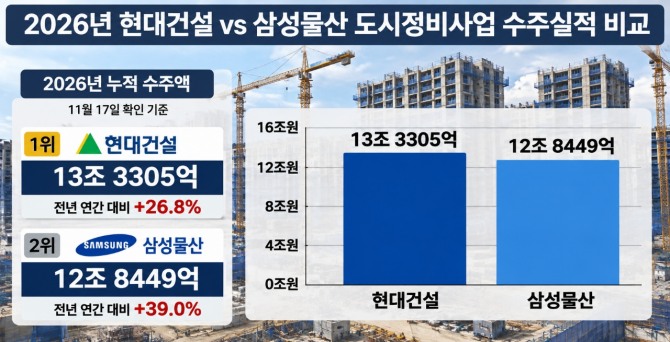 2026년 현대건설 vs 삼성물산 도시정비사업 수주실적 비교
2026년 누적 수주액
11월 17일 확인 기준
1위 현대건설
13조 3305억
전년 연간 대비 +26.8%
2위 SAMSUNG 삼성물산
12조 8449억
전년 연간 대비 +39.0%
16조원
12조원
8조원
4조원
0조원
13조 3305억
12조 8449억
현대건설
삼성물산